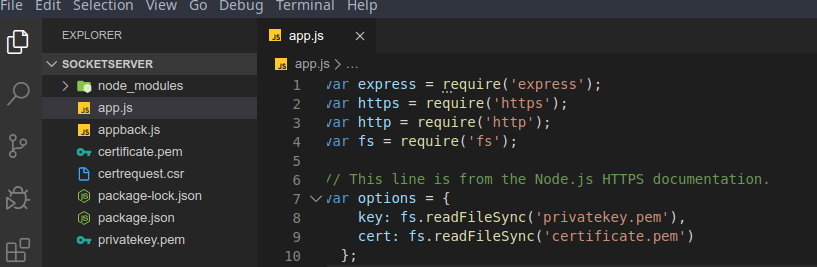 File Edit Selection View Go Debug Terminal Help
EXPLORER
SOCKETSERVER
node_modules
JS app.js
JS appback.js
certificate.pem
certrequest.csr
package-lock.json
package.json
privatekey.pem
JS app.js ×
JS app.js > ...
1 var express = require('express');
2 var https = require('https');
3 var http = require('http');
4 var fs = require('fs');
5
6 // This line is from the Node.js HTTPS documentation.
7 var options = {
8 key: fs.readFileSync('privatekey.pem'),
9 cert: fs.readFileSync('certificate.pem')
10 };